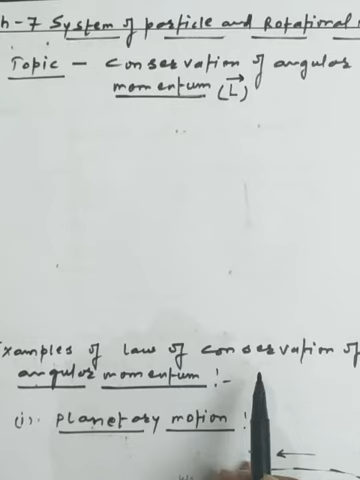 h-7 System of particle and Rotational
Topic - Conservation of angular
momentum (L)
Examples of law of conservation of
angular momentum :-
(i). Planetary motion :